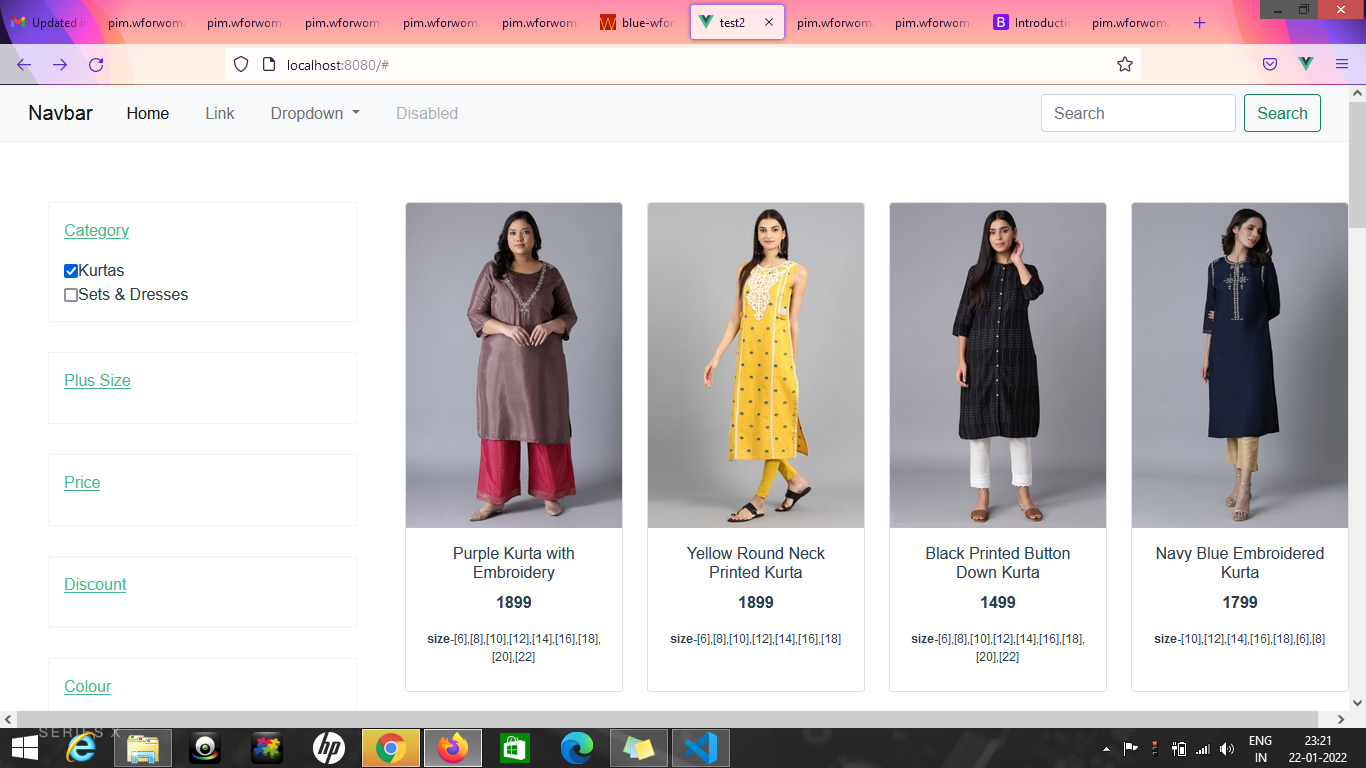 Updated in
pim.wforwom
pim.wforwom
pim.wforwom
pim.wforwom
pim.wforwom
blue-wfor
test2
pim.wforwom
pim.wforwom
B Introducti
pim.wforwom
localhost:8080/#
Navbar Home Link Dropdown Disabled
Search
Search
Category
Kurtas
Sets & Dresses
Plus Size
Price
Discount
Colour
Purple Kurta with
Embroidery
1899
size-[6],[8],[10],[12],[14],[16],[18],
[20],[22]
Yellow Round Neck
Printed Kurta
1899
size-[6],[8],[10],[12],[14],[16],[18]
Black Printed Button
Down Kurta
1499
size-[6],[8],[10],[12],[14],[16],[18],
[20],[22]
Navy Blue Embroidered
Kurta
1799
size-[10],[12],[14],[16],[18],[6],[8]
SERIES X
hp
ENG
IN
23:21
22-01-2022